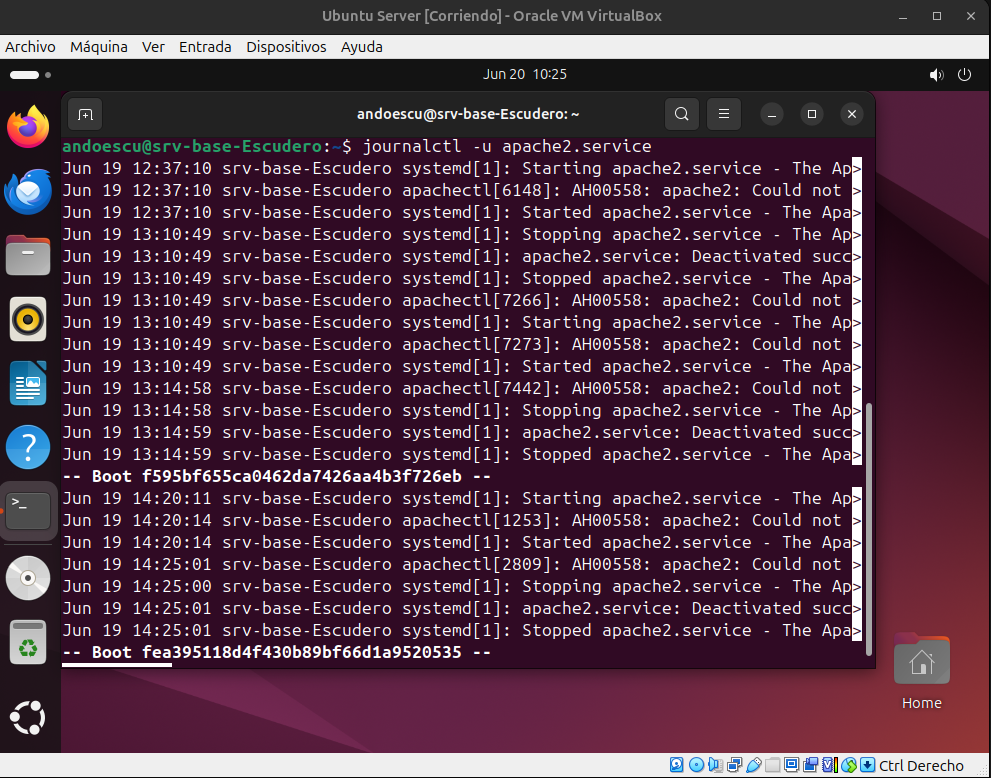 Ubuntu Server [Corriendo] - Oracle VM VirtualBox
Archivo Máquina Ver Entrada Dispositivos Ayuda
Jun 20 10:25
andoescu@srv-base-Escudero: ~
andoescu@srv-base-Escudero:~$ journalctl -u apache2.service
Jun 19 12:37:10 srv-base-Escudero systemd[1]: Starting apache2.service - The Ap>
Jun 19 12:37:10 srv-base-Escudero apachectl[6148]: AH00558: apache2: Could not >
Jun 19 12:37:10 srv-base-Escudero systemd[1]: Started apache2.service - The Apa>
Jun 19 13:10:49 srv-base-Escudero systemd[1]: Stopping apache2.service - The Ap>
Jun 19 13:10:49 srv-base-Escudero systemd[1]: apache2.service: Deactivated succ>
Jun 19 13:10:49 srv-base-Escudero systemd[1]: Stopped apache2.service - The Apa>
Jun 19 13:10:49 srv-base-Escudero apachectl[7266]: AH00558: apache2: Could not >
Jun 19 13:10:49 srv-base-Escudero systemd[1]: Starting apache2.service - The Ap>
Jun 19 13:10:49 srv-base-Escudero apachectl[7273]: AH00558: apache2: Could not >
Jun 19 13:10:49 srv-base-Escudero systemd[1]: Started apache2.service - The Apa>
Jun 19 13:14:58 srv-base-Escudero apachectl[7442]: AH00558: apache2: Could not >
Jun 19 13:14:58 srv-base-Escudero systemd[1]: Stopping apache2.service - The Ap>
Jun 19 13:14:59 srv-base-Escudero systemd[1]: apache2.service: Deactivated succ>
Jun 19 13:14:59 srv-base-Escudero systemd[1]: Stopped apache2.service - The Apa>
-- Boot f595bf655ca0462da7426aa4b3f726eb --
Jun 19 14:20:11 srv-base-Escudero systemd[1]: Starting apache2.service - The Ap>
Jun 19 14:20:14 srv-base-Escudero apachectl[1253]: AH00558: apache2: Could not >
Jun 19 14:20:14 srv-base-Escudero systemd[1]: Started apache2.service - The Apa>
Jun 19 14:25:01 srv-base-Escudero apachectl[2809]: AH00558: apache2: Could not >
Jun 19 14:25:00 srv-base-Escudero systemd[1]: Stopping apache2.service - The Ap>
Jun 19 14:25:01 srv-base-Escudero systemd[1]: apache2.service: Deactivated succ>
Jun 19 14:25:01 srv-base-Escudero systemd[1]: Stopped apache2.service - The Apa>
-- Boot fea395118d4f430b89bf66d1a9520535 --
Home
Ctrl Derecho